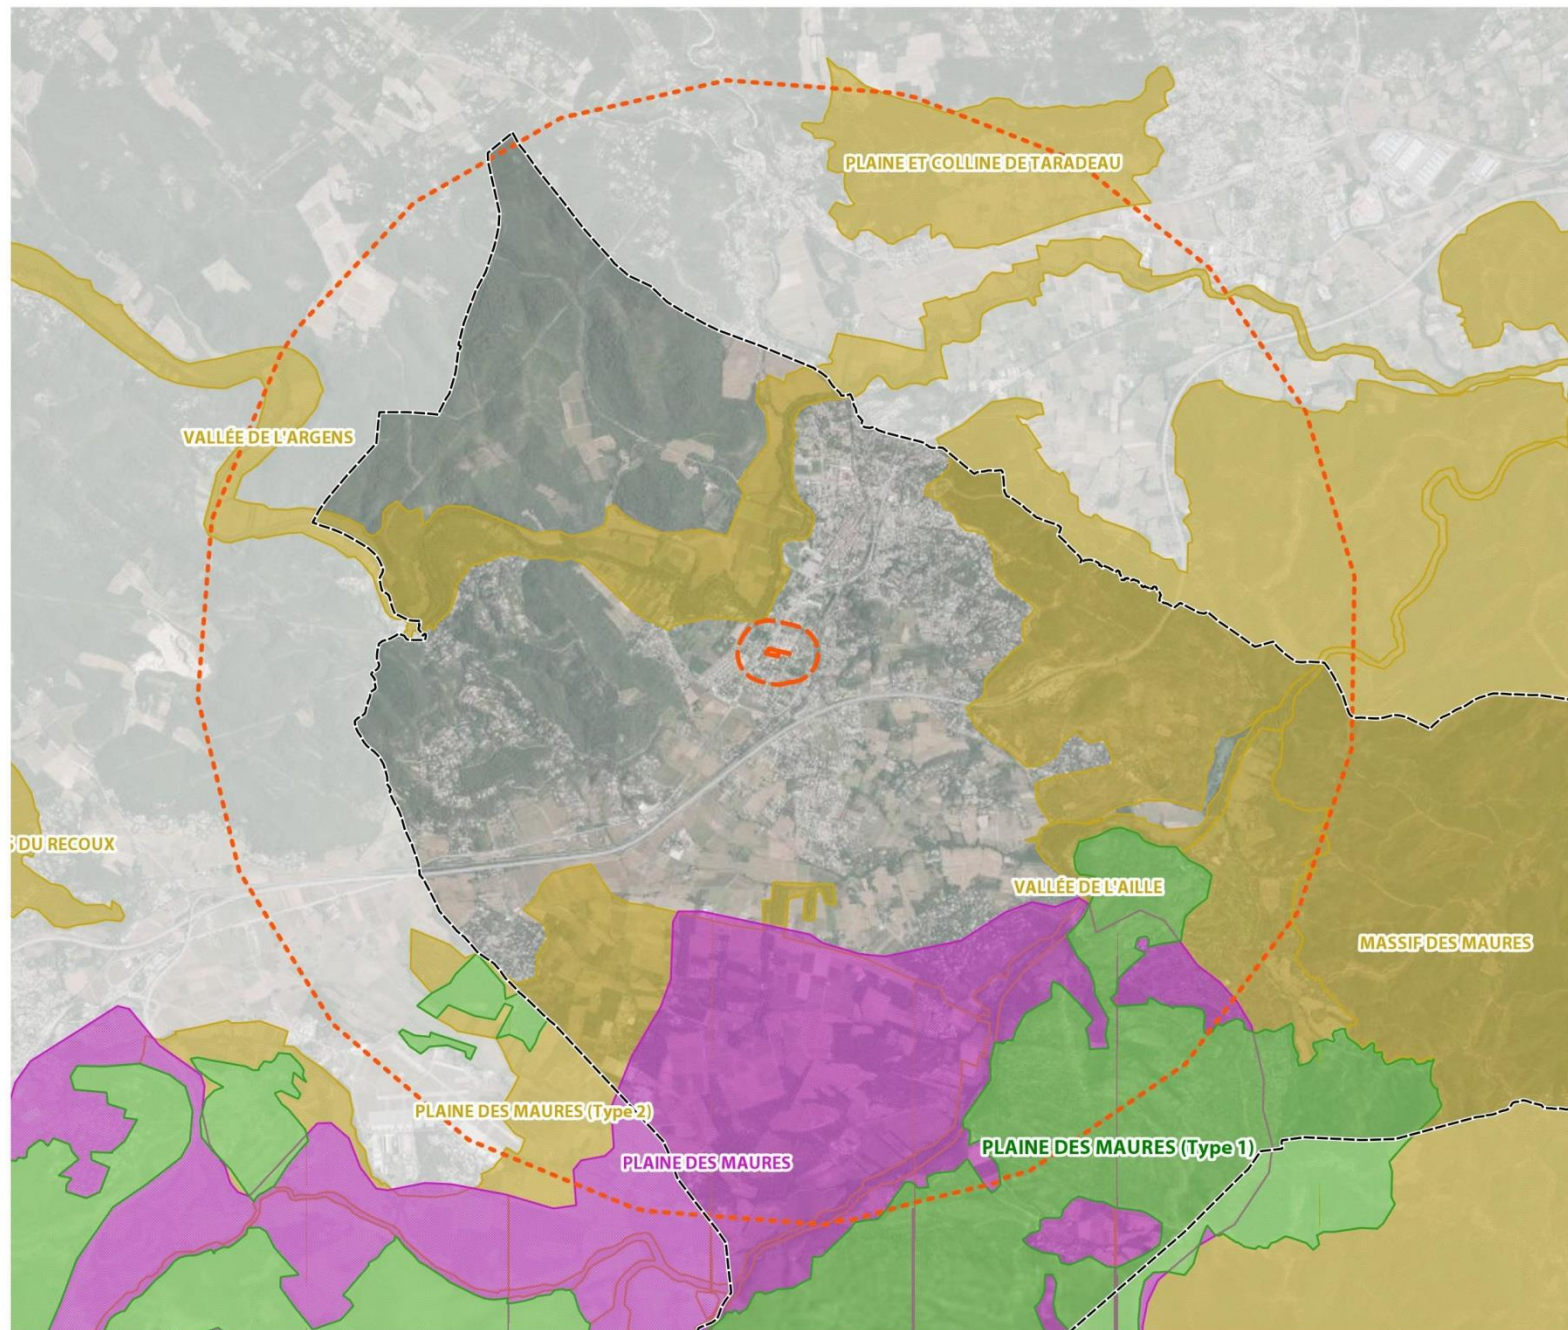 PLAINE ET COLLINE DE TARADEAU
VALLÉE DE L'ARGENS
S DU RECOUX
VALLÉE DE L'AILLE
MASSIF DES MAURES
PLAINE DES MAURES (Type 2)
PLAINE DES MAURES (Type 1)
PLAINE DES MAURES